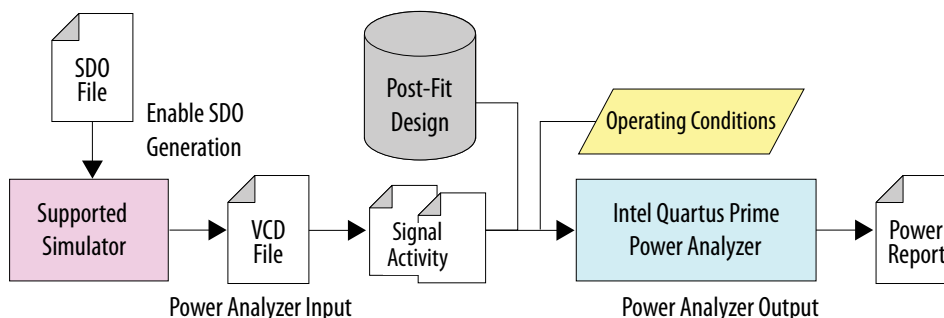 SDO
File
Enable SDO
Generation
Post-Fit
Design
Operating Conditions
Supported
Simulator
VCD
File
Signal
Activity
Intel Quartus Prime
Power Analyzer
Power
Report
Power Analyzer Input
Power Analyzer Output